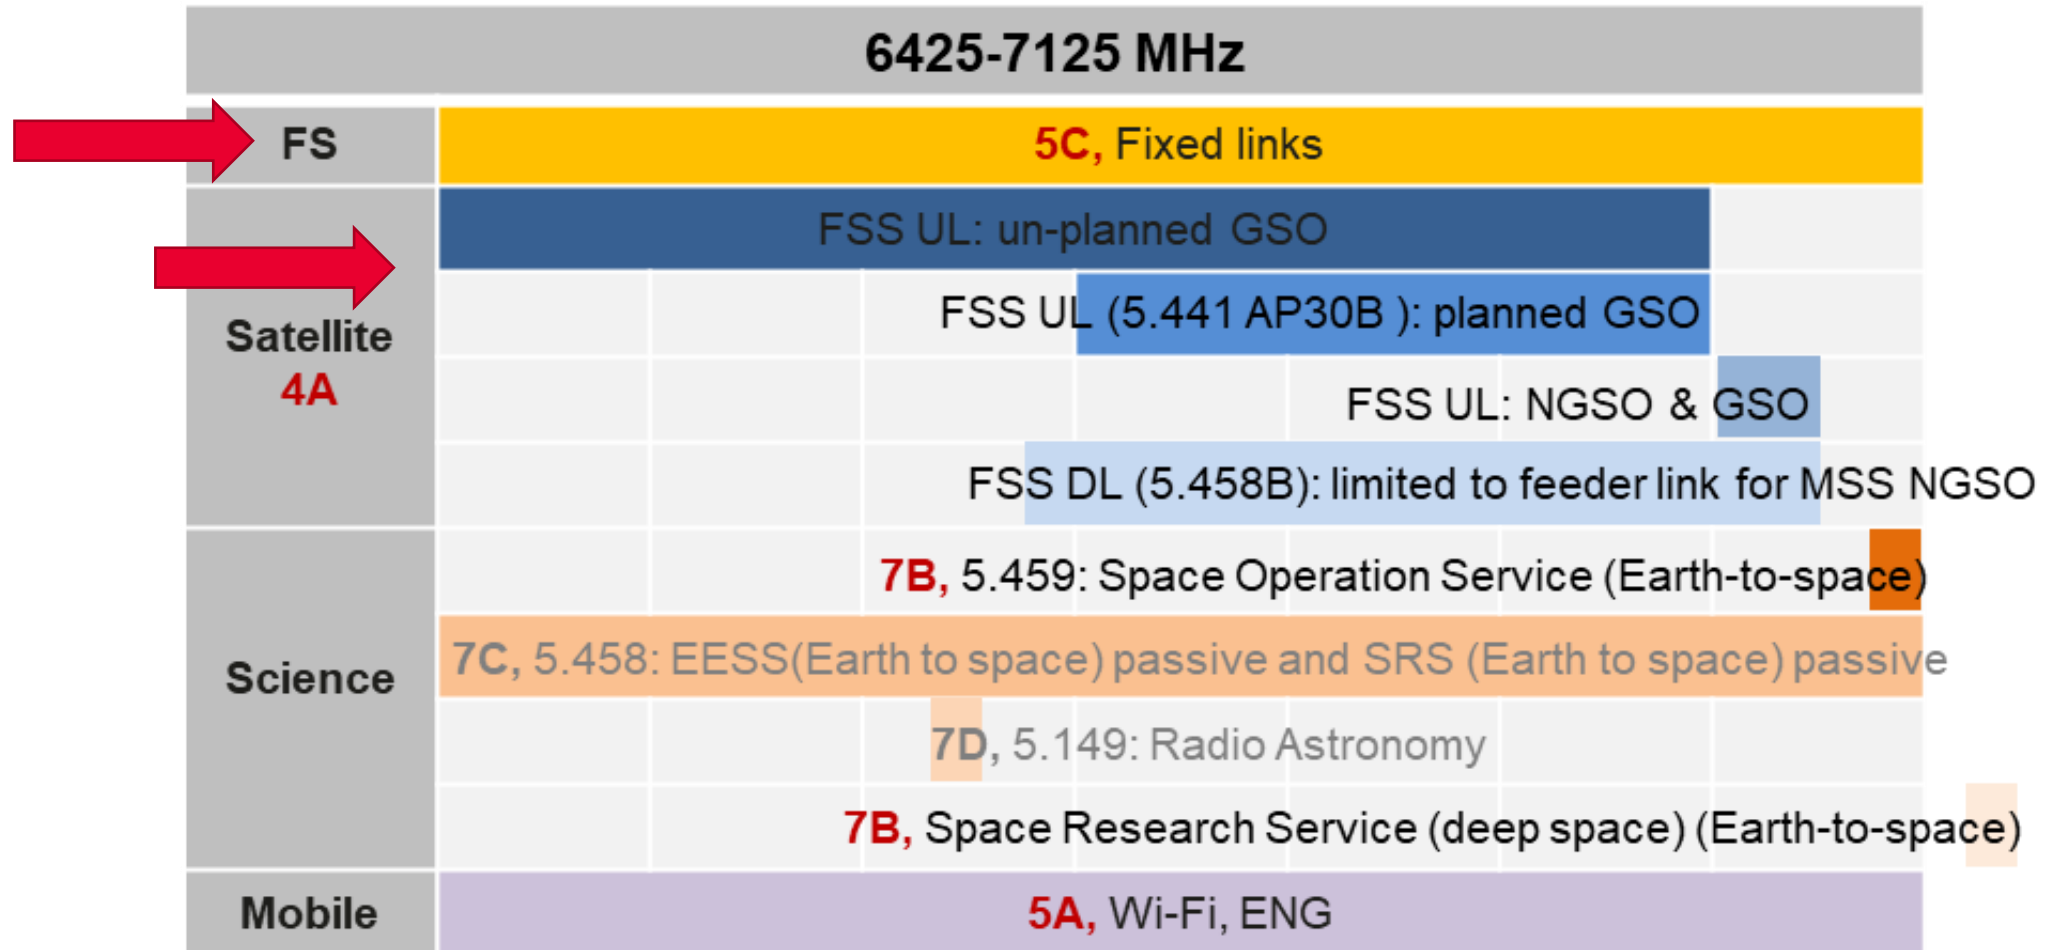 6425-7125 MHz
FS
5C, Fixed links
Satellite
4A
FSS UL: un-planned GSO
FSS UL (5.441 AP30B ): planned GSO
FSS UL: NGSO & GSO
FSS DL (5.458B): limited to feeder link for MSS NGSO
Science
7B, 5.459: Space Operation Service (Earth-to-space)
7C, 5.458: EESS(Earth to space) passive and SRS (Earth to space) passive
7D, 5.149: Radio Astronomy
7B, Space Research Service (deep space) (Earth-to-space)
Mobile
5A, Wi-Fi, ENG